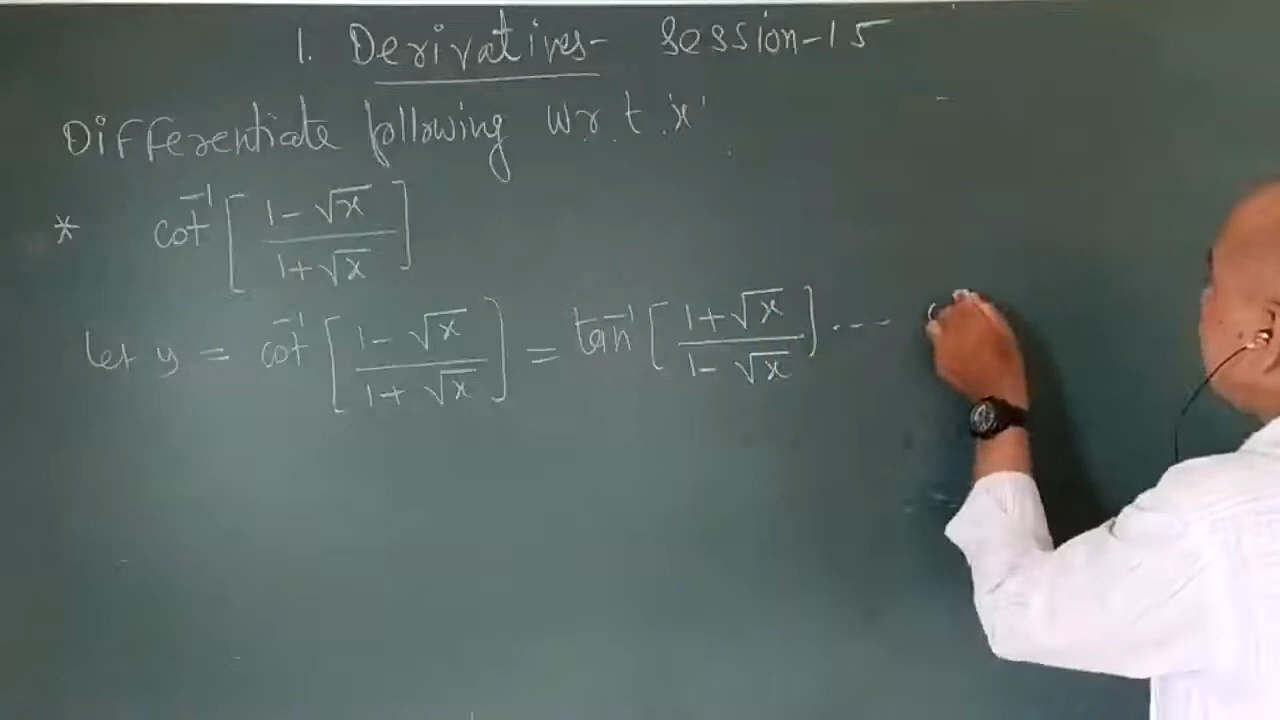 1. Derivatives- Session-15
Differentiate following w.r.t. 'x'
* cot⁻¹ [ (1-√x)/(1+√x) ]
let y = cot⁻¹ [ (1-√x)/(1+√x) ] = tan⁻¹ [ (1+√x)/(1-√x) ] ---